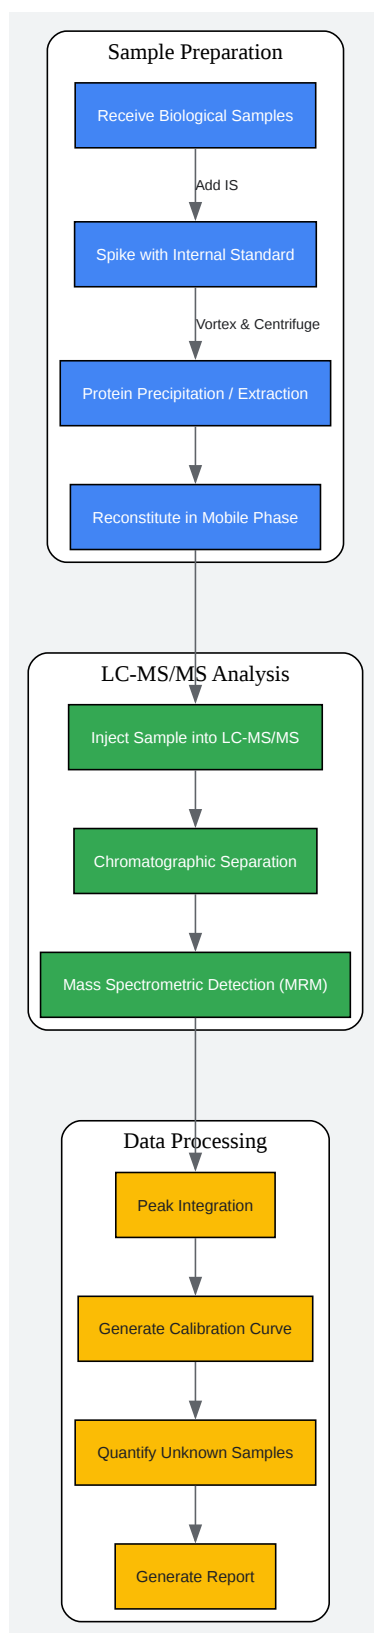 Sample Preparation
Receive Biological Samples
Add IS
Spike with Internal Standard
Vortex & Centrifuge
Protein Precipitation / Extraction
Reconstitute in Mobile Phase
LC-MS/MS Analysis
Inject Sample into LC-MS/MS
Chromatographic Separation
Mass Spectrometric Detection (MRM)
Data Processing
Peak Integration
Generate Calibration Curve
Quantify Unknown Samples
Generate Report